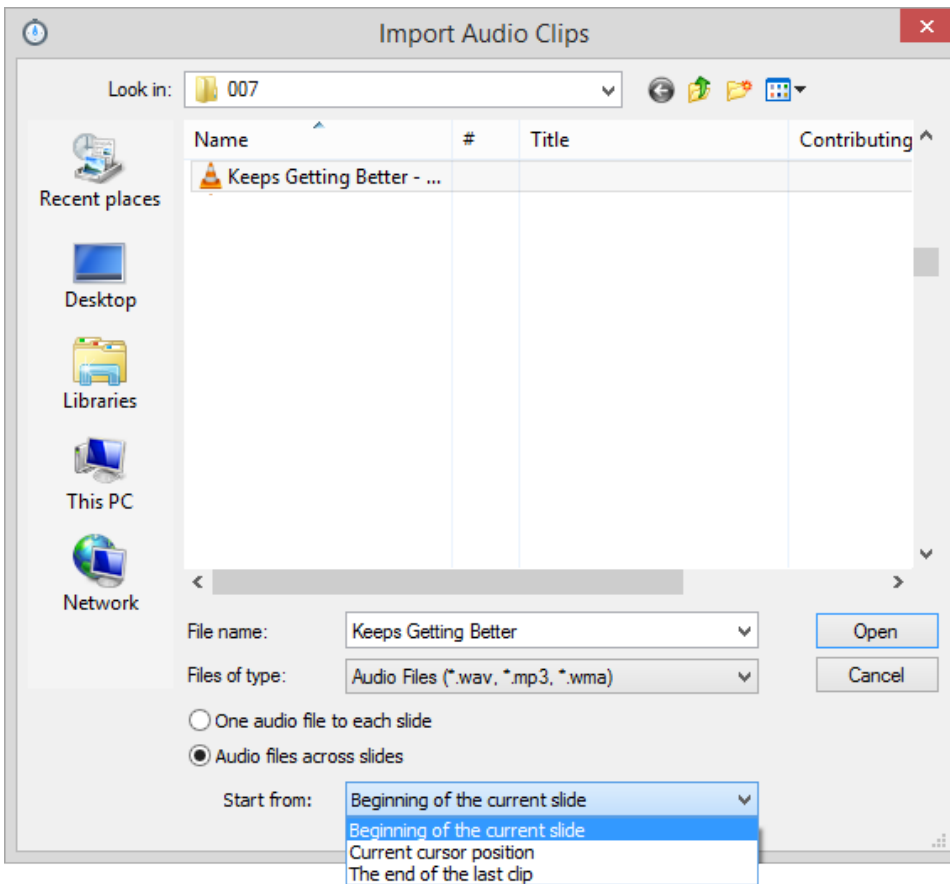 Import Audio Clips
Look in: 007
Name # Title Contributing
Keeps Getting Better - ...
Recent places
Desktop
Libraries
This PC
Network
File name: Keeps Getting Better Open
Files of type: Audio Files (*.wav, *.mp3, *.wma) Cancel
One audio file to each slide
Audio files across slides
Start from: Beginning of the current slide
Beginning of the current slide
Current cursor position
The end of the last clip